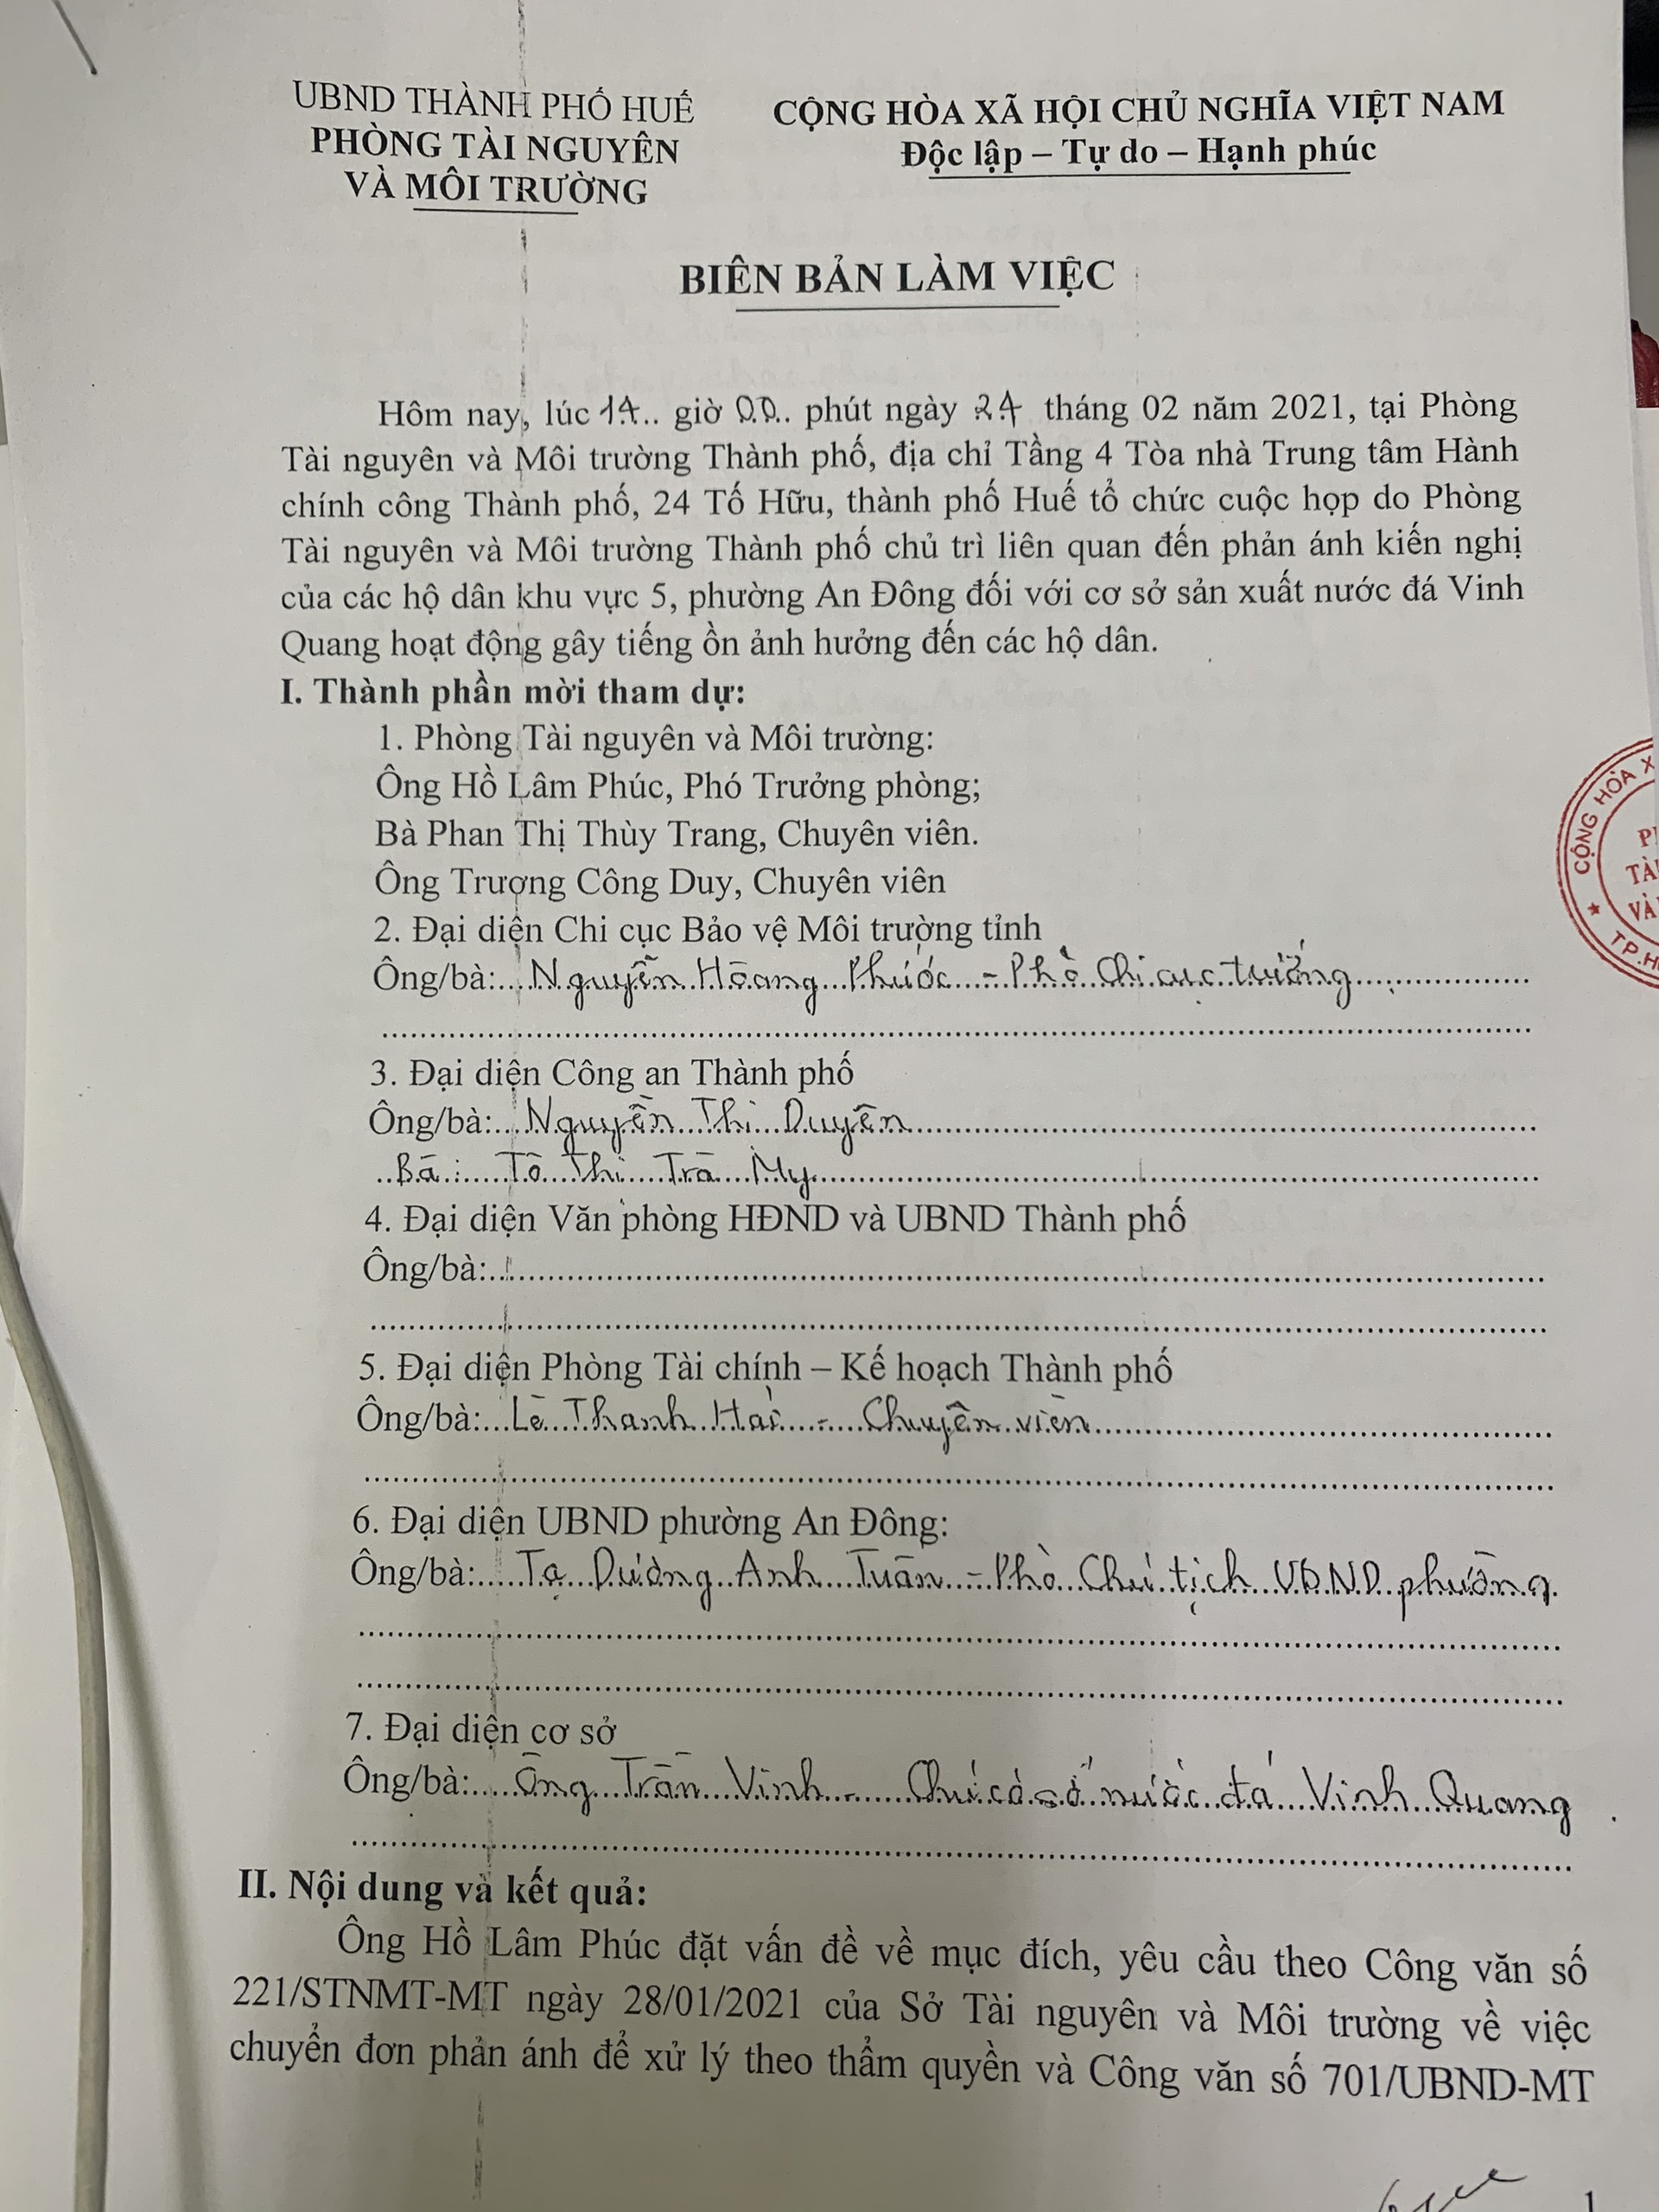 UBND THÀNH PHỐ HUẾ
PHÒNG TÀI NGUYÊN
VÀ MÔI TRƯỜNG
CỘNG HÒA XÃ HỘI CHỦ NGHĨA VIỆT NAM
Độc lập – Tự do – Hạnh phúc
BIÊN BẢN LÀM VIỆC
Hôm nay, lúc 14.. giờ 00.. phút ngày 24 tháng 02 năm 2021, tại Phòng
Tài nguyên và Môi trường Thành phố, địa chỉ Tầng 4 Tòa nhà Trung tâm Hành
chính công Thành phố, 24 Tố Hữu, thành phố Huế tổ chức cuộc họp do Phòng
Tài nguyên và Môi trường Thành phố chủ trì liên quan đến phản ánh kiến nghị
của các hộ dân khu vực 5, phường An Đông đối với cơ sở sản xuất nước đá Vinh
Quang hoạt động gây tiếng ồn ảnh hưởng đến các hộ dân.
I. Thành phần mời tham dự:
1. Phòng Tài nguyên và Môi trường:
Ông Hồ Lâm Phúc, Phó Trưởng phòng;
Bà Phan Thị Thùy Trang, Chuyên viên.
Ông Trương Công Duy, Chuyên viên
2. Đại diện Chi cục Bảo vệ Môi trường tỉnh
Ông/bà: Nguyễn Hoàng Phước - Phó Chi cục trưởng
3. Đại diện Công an Thành phố
Ông/bà: Nguyễn Thị Duyên
Bà: Tô Thị Trà My
4. Đại diện Văn phòng HĐND và UBND Thành phố
Ông/bà:
5. Đại diện Phòng Tài chính – Kế hoạch Thành phố
Ông/bà: Lê Thanh Hải - Chuyên viên
6. Đại diện UBND phường An Đông:
Ông/bà: Tạ Dương Anh Tuấn - Phó Chủ tịch UBND phường
7. Đại diện cơ sở
Ông/bà: Ông Trần Vinh - Chủ cơ sở nước đá Vinh Quang
II. Nội dung và kết quả:
Ông Hồ Lâm Phúc đặt vấn đề về mục đích, yêu cầu theo Công văn số
221/STNMT-MT ngày 28/01/2021 của Sở Tài nguyên và Môi trường về việc
chuyển đơn phản ánh để xử lý theo thẩm quyền và Công văn số 701/UBND-MT
CỘNG HÒA X
TP.H
1